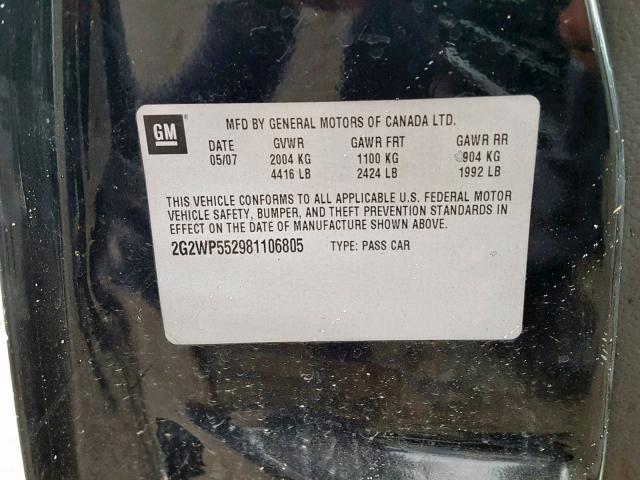 GM
MFD BY GENERAL MOTORS OF CANADA LTD.
DATE GVWR GAWR FRT GAWR RR
05/07 2004 KG 1100 KG 904 KG
4416 LB 2424 LB 1992 LB
THIS VEHICLE CONFORMS TO ALL APPLICABLE U.S. FEDERAL MOTOR
VEHICLE SAFETY, BUMPER, AND THEFT PREVENTION STANDARDS IN
EFFECT ON THE DATE OF MANUFACTURE SHOWN ABOVE.
2G2WP552981106805 TYPE: PASS CAR